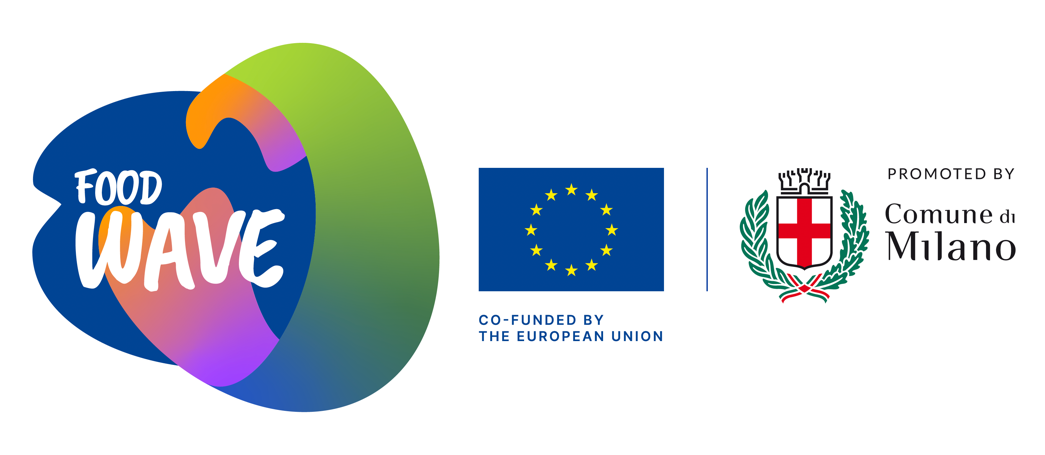 FOOD
WAVE
CO-FUNDED BY
THE EUROPEAN UNION
PROMOTED BY
Comune di
Milano